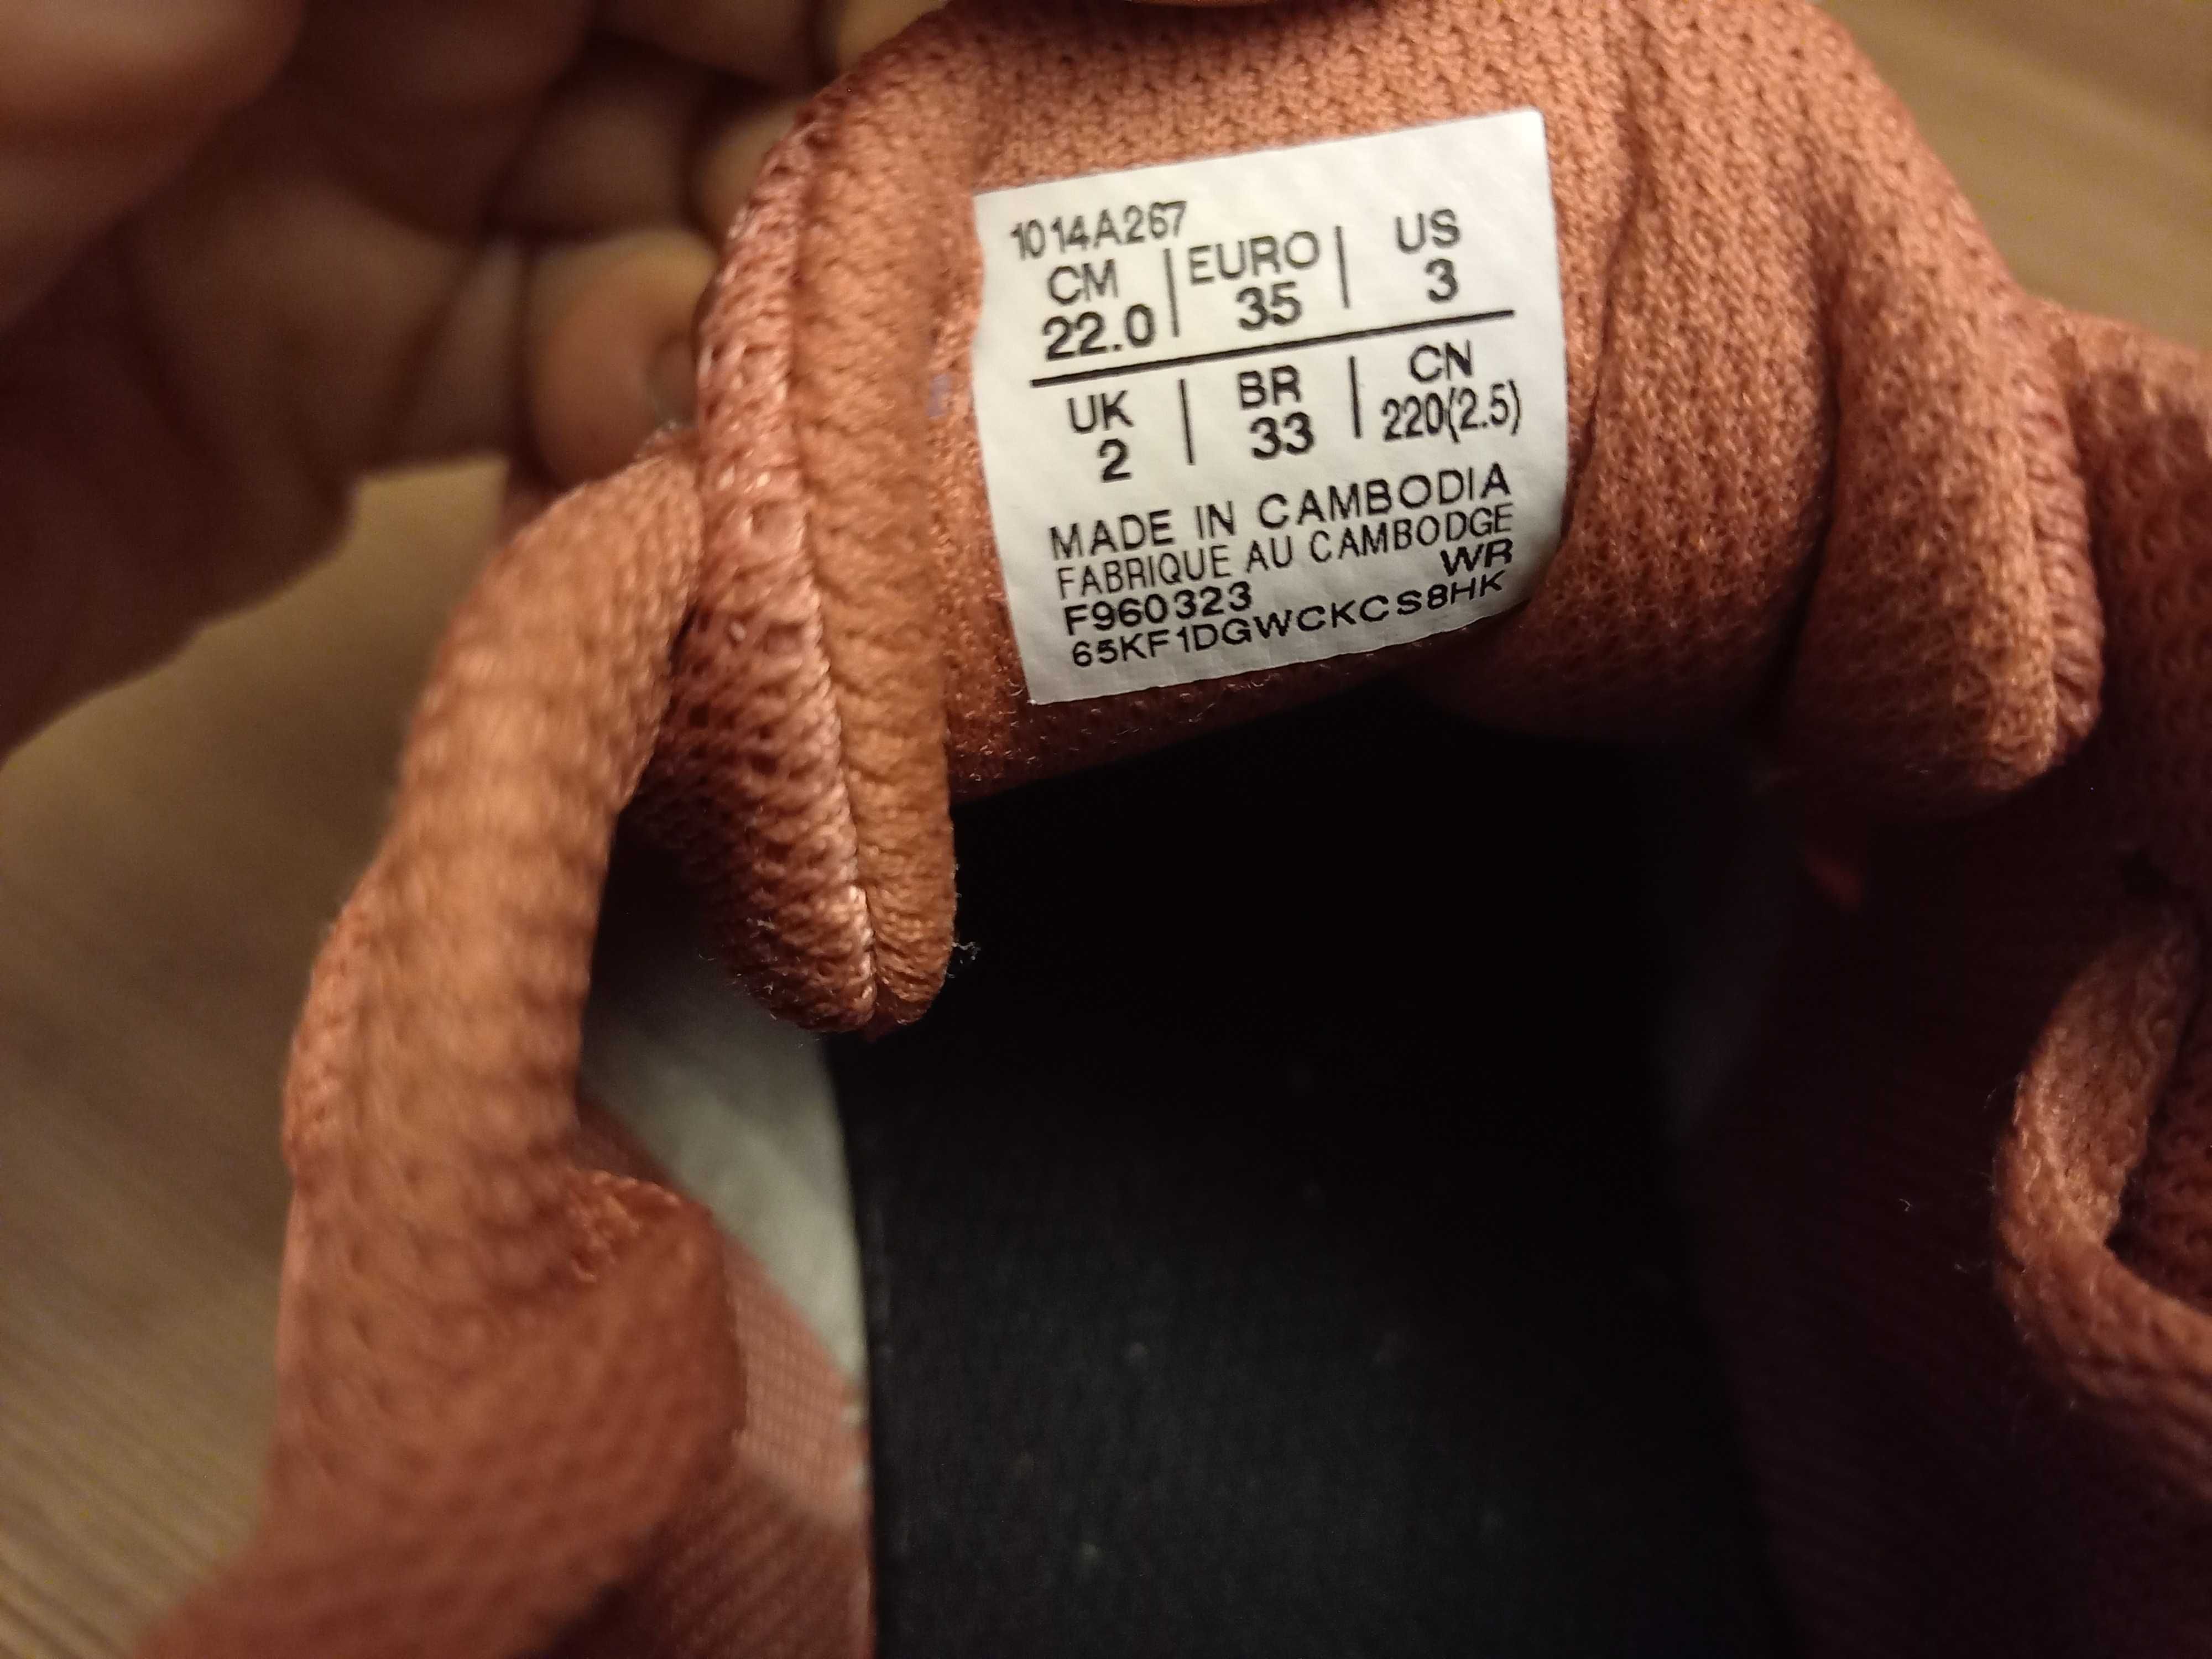 1014A267
CM | EURO | US
22.0 | 35 | 3
UK | BR | CN
2 | 33 | 220(2.5)
MADE IN CAMBODIA
FABRIQUE AU CAMBODGE
F960323 WR
65KF1DGWCKCS8HK